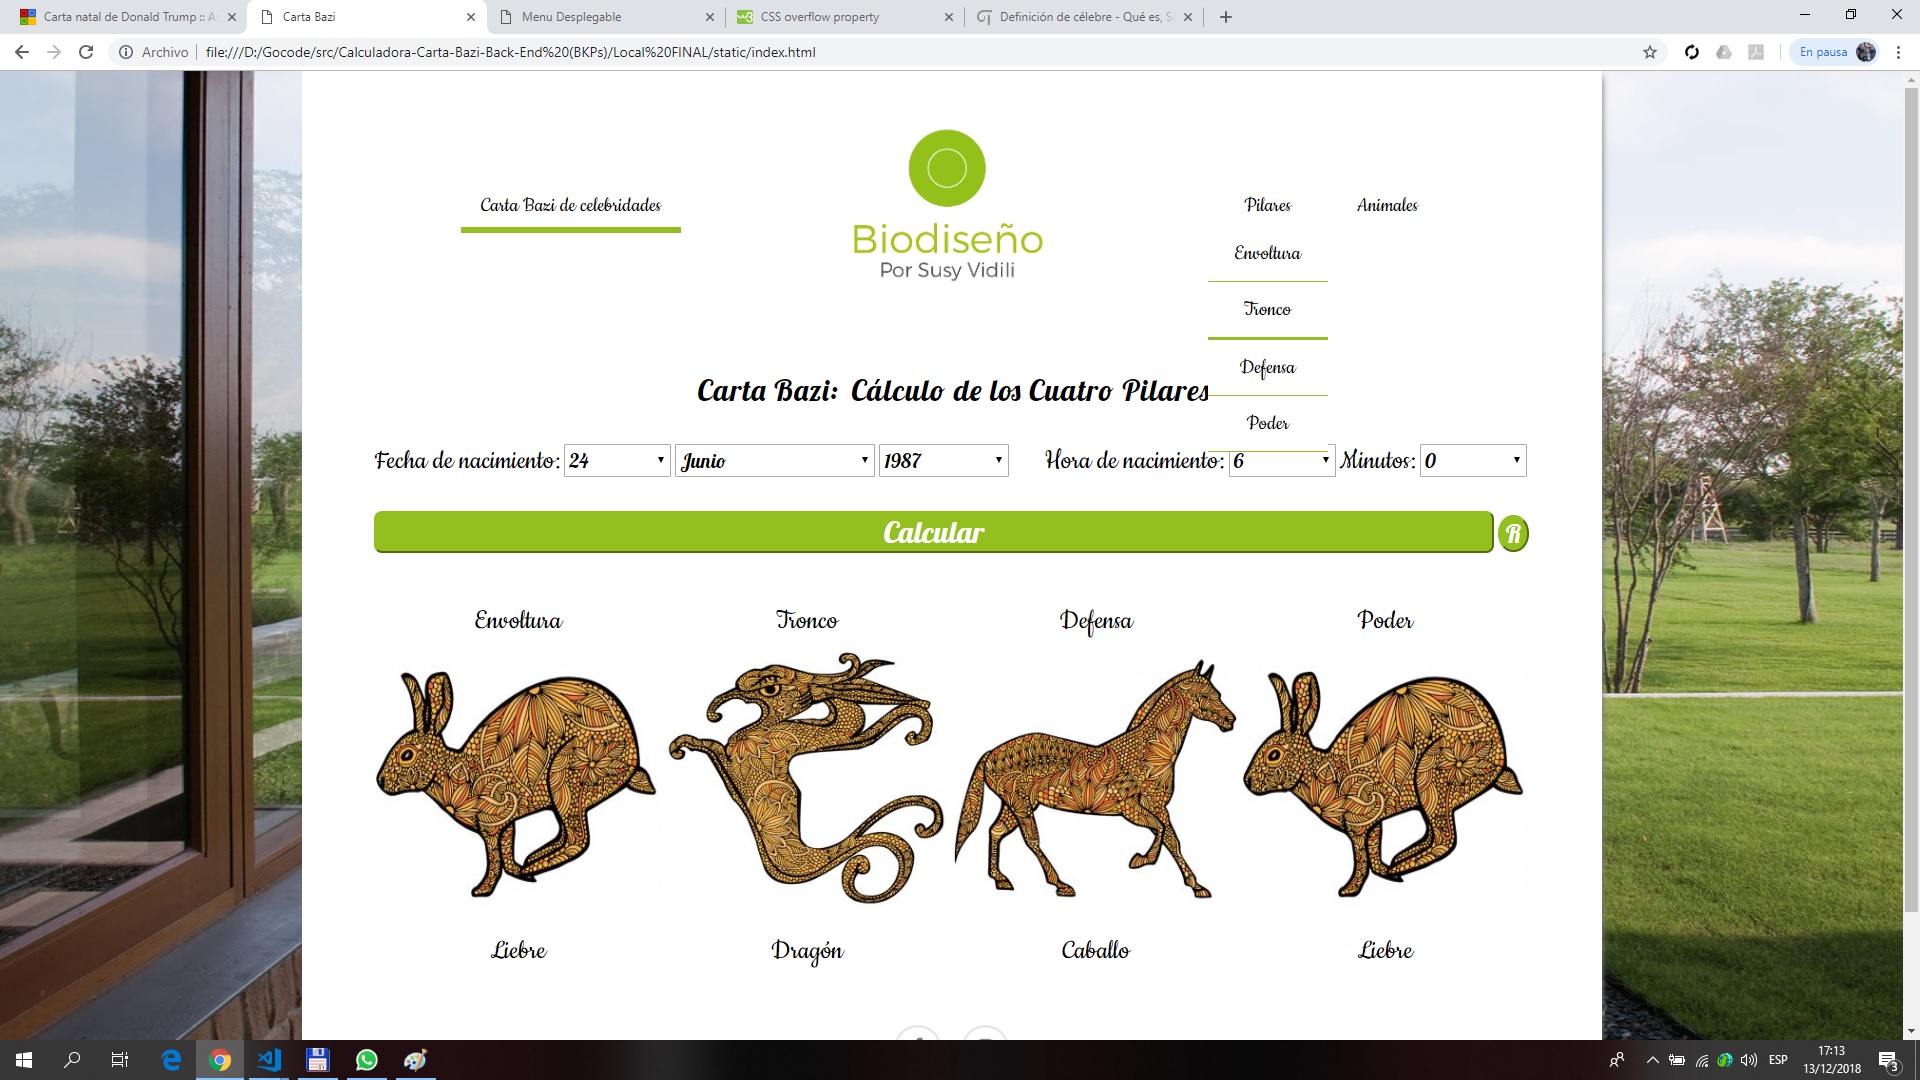 Carta natal de Donald Trump :: As
Carta Bazi
Menu Desplegable
CSS overflow property
Definición de célebre - Qué es, Si
Archivo
file:///D:/Gocode/src/Calculadora-Carta-Bazi-Back-End%20(BKPs)/Local%20FINAL/static/index.html
En pausa
Carta Bazi de celebridades
Biodiseño
Por Susy Vidili
Pilares
Animales
Envoltura
Tronco
Defensa
Poder
Carta Bazi: Cálculo de los Cuatro Pilares
Fecha de nacimiento: 24 Junio 1987 Hora de nacimiento: 6 Minutos: 0
Calcular R
Envoltura Tronco Defensa Poder
Liebre Dragón Caballo Liebre
ESP
17:13
13/12/2018
3